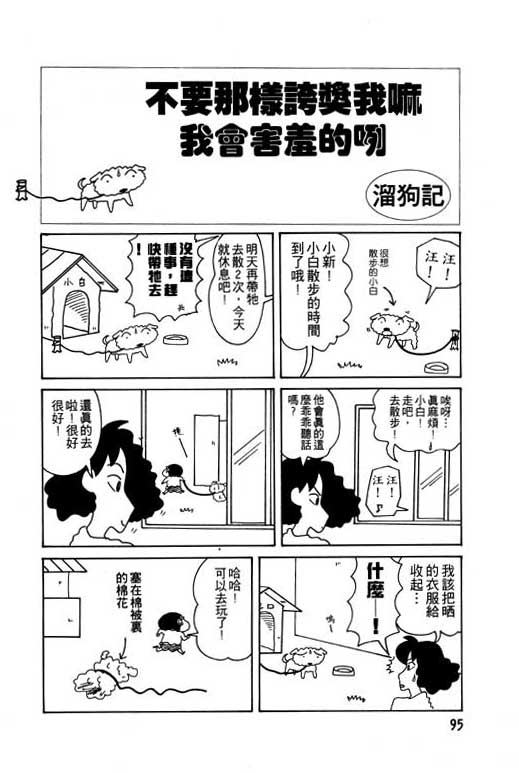 不要那樣誇獎我嘛
我會害羞的咧
溜狗記
汪！
汪！
很想
散步的小白
小新！
小白散步的時間
到了哦！
明天再帶牠
去散2次，今天
就休息吧！
沒有這
種事，趕
快帶牠去
！
小白
唉呀…
真麻煩！
小白！
走吧，
去散步！
汪！
汪！
他會真的這
麼乖乖聽話
嗎？
還真的去
啦！很好！
很好！
我該把晒
的衣服給
收起…
什麼——！
嗚！
哈哈！
可以去玩了！
塞在棉被裏
的棉花
95